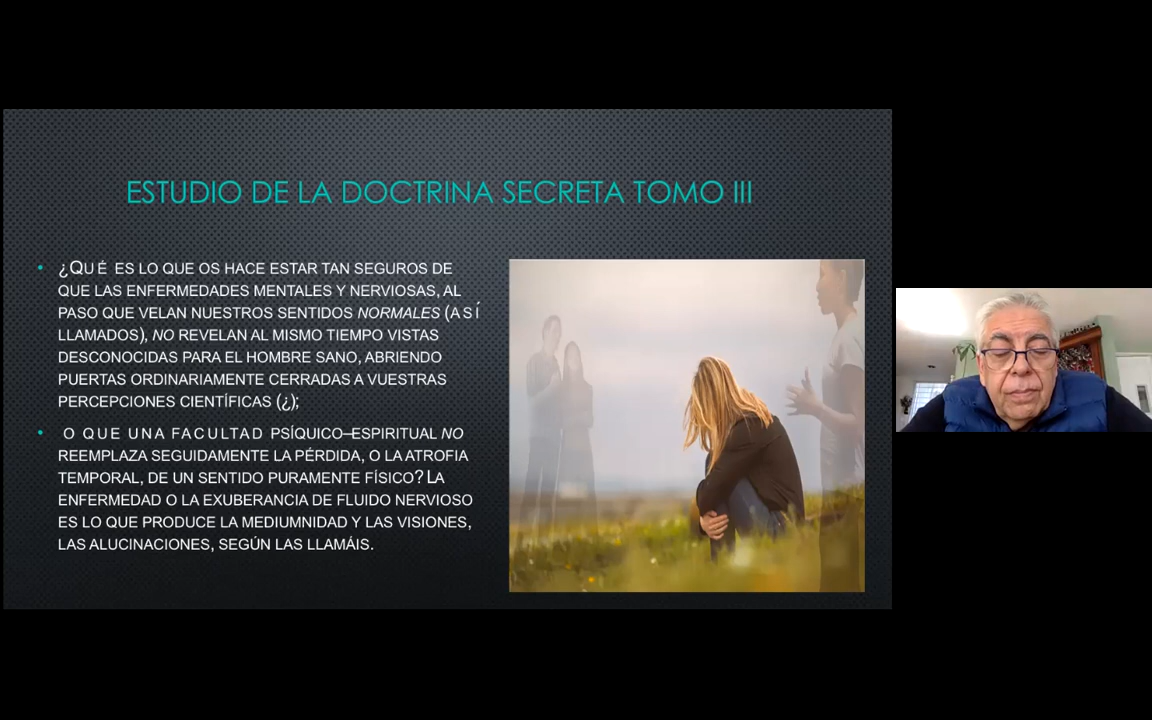 ESTUDIO DE LA DOCTRINA SECRETA TOMO III
• ¿QUÉ ES LO QUE OS HACE ESTAR TAN SEGUROS DE
QUE LAS ENFERMEDADES MENTALES Y NERVIOSAS, AL
PASO QUE VELAN NUESTROS SENTIDOS NORMALES (ASÍ
LLAMADOS), NO REVELAN AL MISMO TIEMPO VISTAS
DESCONOCIDAS PARA EL HOMBRE SANO, ABRIENDO
PUERTAS ORDINARIAMENTE CERRADAS A VUESTRAS
PERCEPCIONES CIENTÍFICAS (¿);
• O QUE UNA FACULTAD PSÍQUICO–ESPIRITUAL NO
REEMPLAZA SEGUIDAMENTE LA PÉRDIDA, O LA ATROFIA
TEMPORAL, DE UN SENTIDO PURAMENTE FÍSICO? LA
ENFERMEDAD O LA EXUBERANCIA DE FLUIDO NERVIOSO
ES LO QUE PRODUCE LA MEDIUMNIDAD Y LAS VISIONES,
LAS ALUCINACIONES, SEGÚN LAS LLAMÁIS.